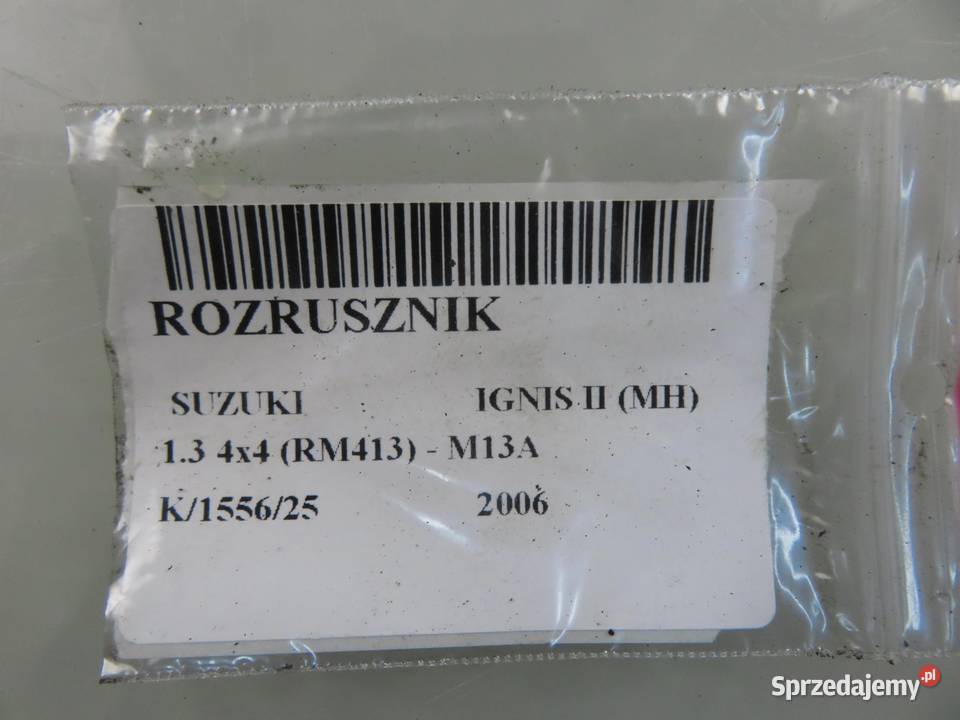 ROZRUSZNIK
SUZUKI IGNIS II (MH)
1.3 4x4 (RM413) - M13A
K/1556/25 2006
Sprzedajemy.pl